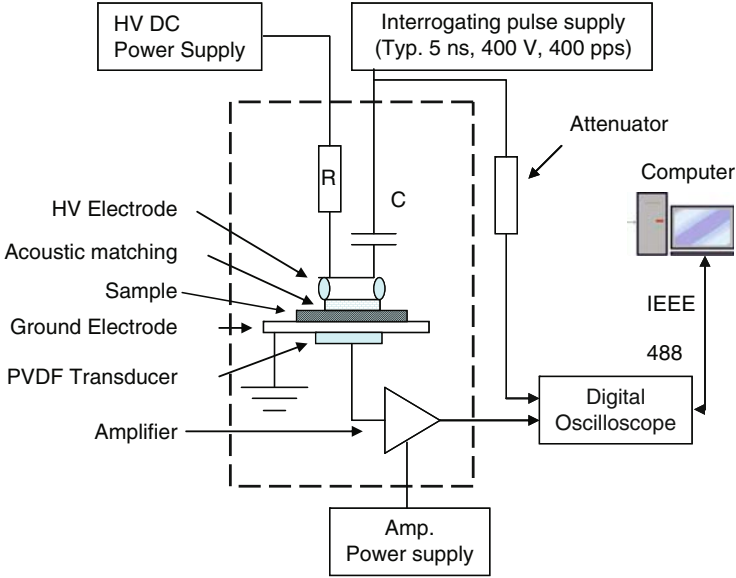 HV DC
Power Supply
Interrogating pulse supply
(Typ. 5 ns, 400 V, 400 pps)
Attenuator
Computer
R
C
HV Electrode
Acoustic matching
Sample
Ground Electrode
PVDF Transducer
Amplifier
IEEE
488
Digital
Oscilloscope
Amp.
Power supply